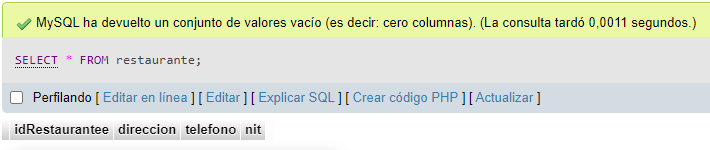 MySQL ha devuelto un conjunto de valores vacío (es decir: cero columnas). (La consulta tardó 0,0011 segundos.)
SELECT * FROM restaurante;
Perfilando [ Editar en línea ] [ Editar ] [ Explicar SQL ] [ Crear código PHP ] [ Actualizar ]
idRestaurantee direccion telefono nit